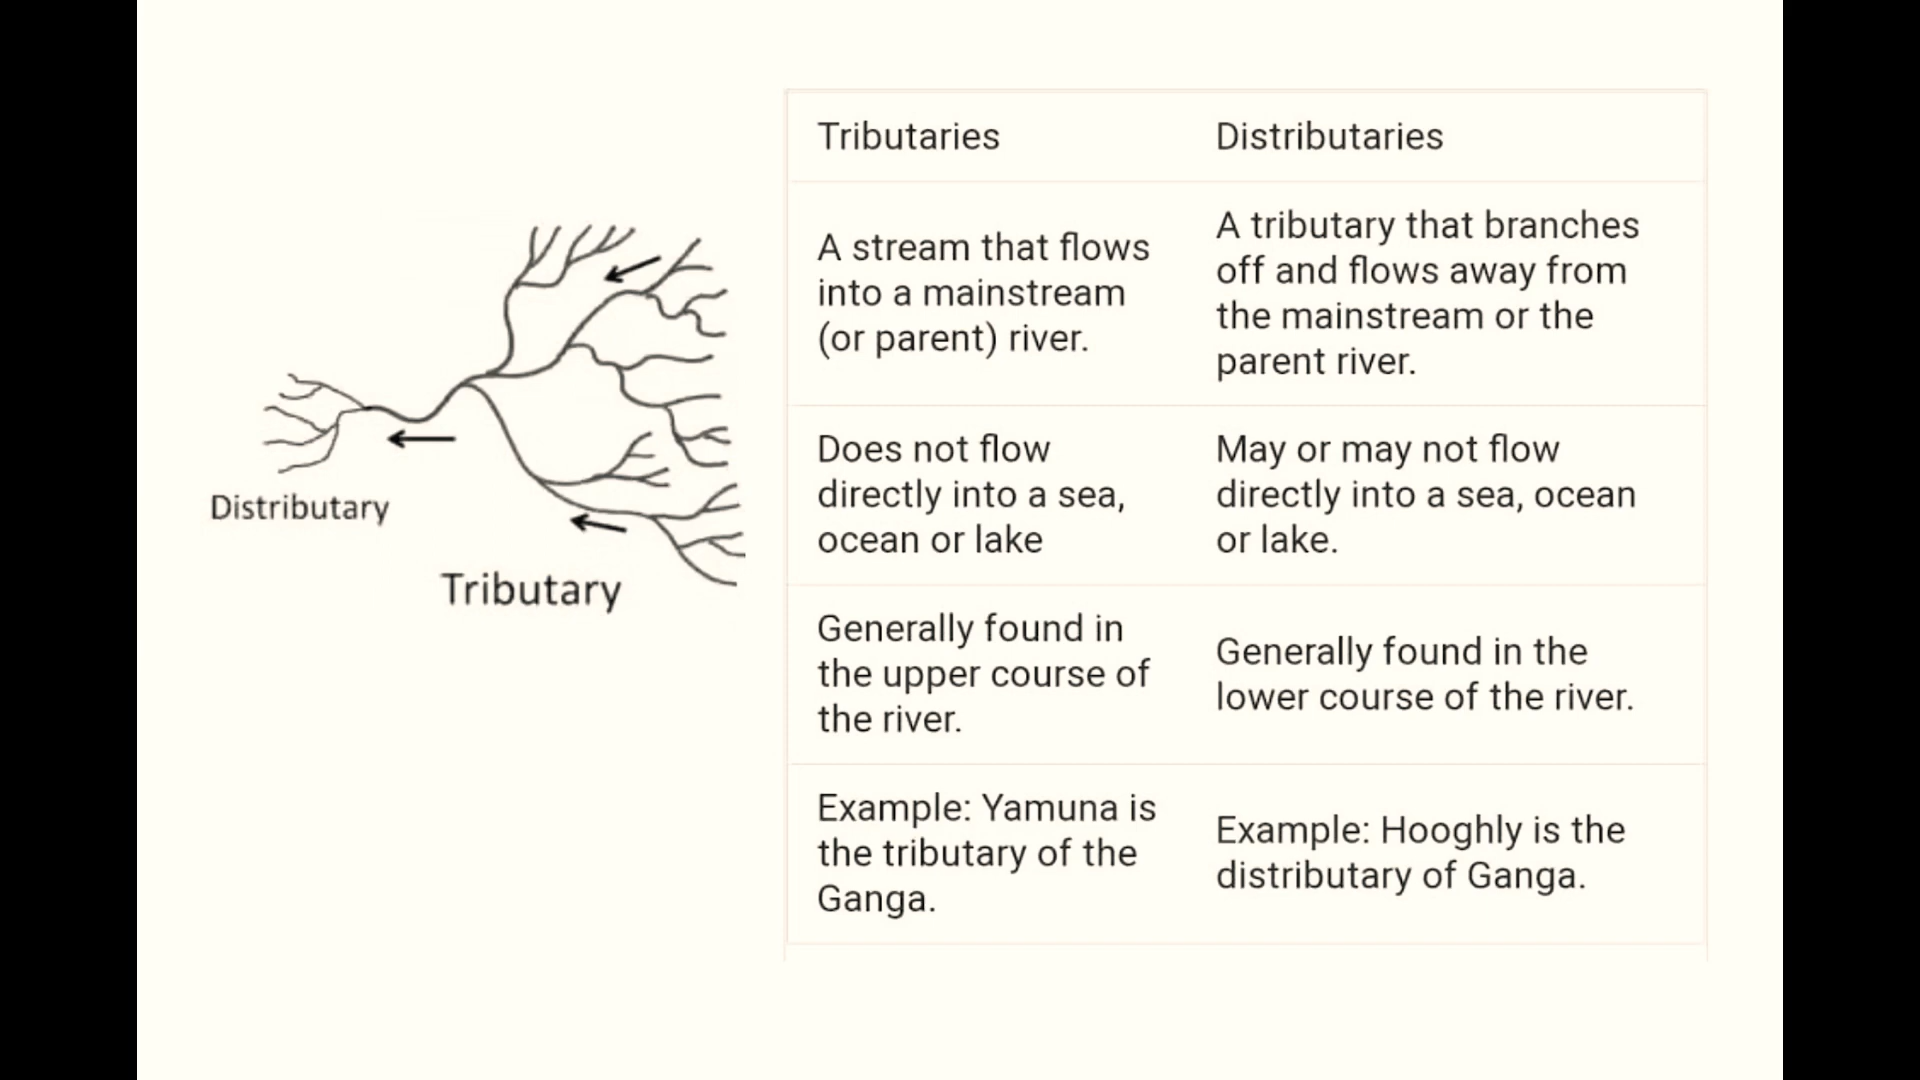 Distributary
Tributary
Tributaries
Distributaries
A stream that flows
into a mainstream
(or parent) river.
A tributary that branches
off and flows away from
the mainstream or the
parent river.
Does not flow
directly into a sea,
ocean or lake
May or may not flow
directly into a sea, ocean
or lake.
Generally found in
the upper course of
the river.
Generally found in the
lower course of the river.
Example: Yamuna is
the tributary of the
Ganga.
Example: Hooghly is the
distributary of Ganga.